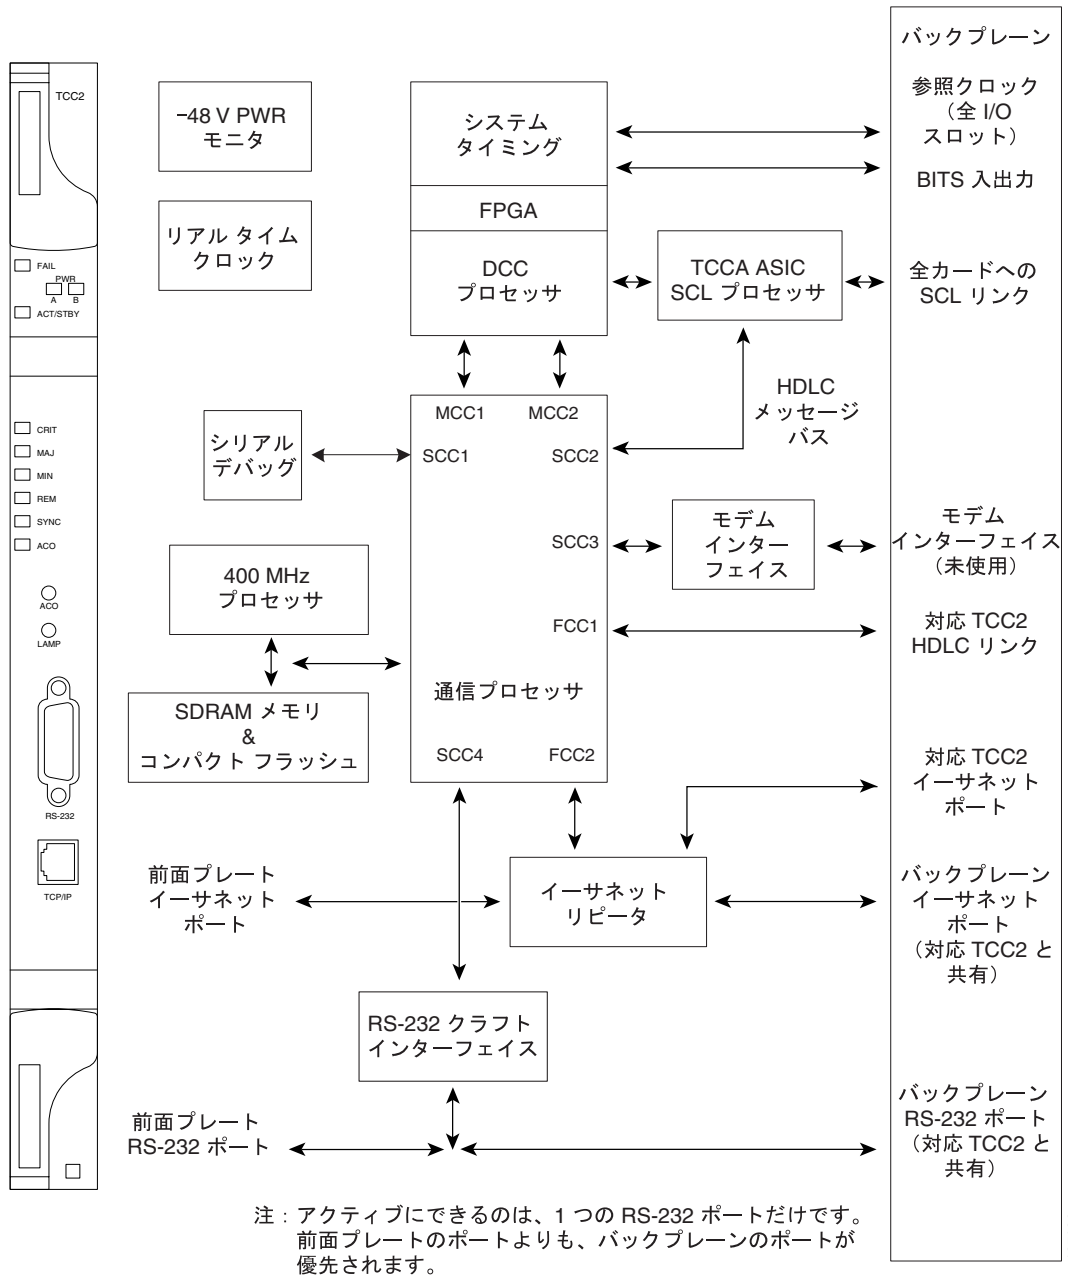 バックプレーン
TCC2
−48 V PWR
モニタ
システム
タイミング
参照クロック
（全 I/O
スロット）
BITS 入出力
FPGA
リアル タイム
クロック
DCC
プロセッサ
TCCA ASIC
SCL プロセッサ
全カードへの
SCL リンク
FAIL
PWR
A B
ACT/STBY
HDLC
メッセージ
バス
MCC1 MCC2
シリアル
デバッグ
SCC1 SCC2
CRIT
MAJ
MIN
REM
SYNC
ACO
SCC3
モデム
インター
フェイス
モデム
インターフェイス
（未使用）
400 MHz
プロセッサ
ACO
LAMP
FCC1
対応 TCC2
HDLC リンク
通信プロセッサ
SDRAM メモリ
&
コンパクト フラッシュ
SCC4 FCC2
対応 TCC2
イーサネット
ポート
RS-232
TCP/IP
前面プレート
イーサネット
ポート
イーサネット
リピータ
バックプレーン
イーサネット
ポート
（対応 TCC2 と
共有）
RS-232 クラフト
インターフェイス
前面プレート
RS-232 ポート
バックプレーン
RS-232 ポート
（対応 TCC2 と
共有）
注 : アクティブにできるのは、1 つの RS-232 ポートだけです。
前面プレートのポートよりも、バックプレーンのポートが
優先されます。